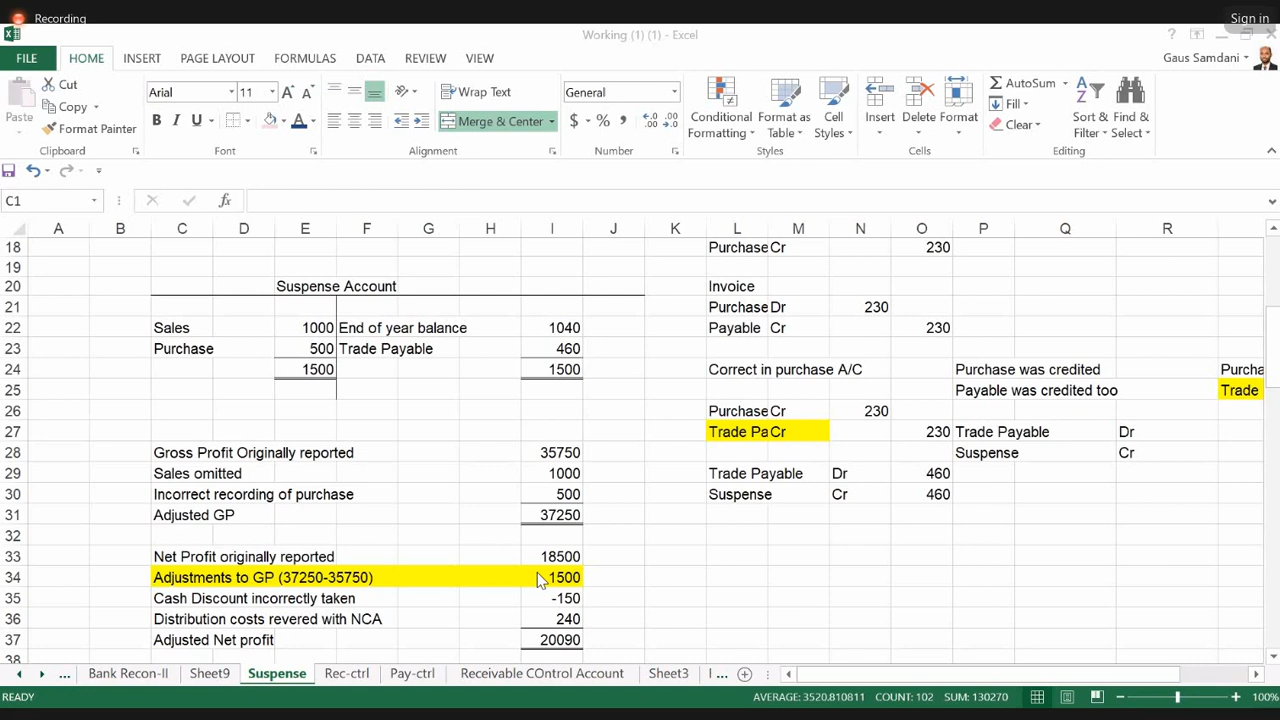 Recording
Sign in
Working (1) (1) - Excel
FILE HOME INSERT PAGE LAYOUT FORMULAS DATA REVIEW VIEW
Gaus Samdani
Paste
Cut
Copy
Format Painter
Clipboard
Arial 11
B I U
A
Font
Wrap Text
Merge & Center
Alignment
General
$ % ,
Number
Conditional Formatting
Format as Table
Cell Styles
Styles
Insert Delete Format
Cells
AutoSum
Fill
Clear
Sort & Filter
Find & Select
Editing
C1
fx
A B C D E F G H I J K L M N O P Q R
18 Purchase Cr 230
19
20 Suspense Account Invoice
21 Purchase Dr 230
22 Sales 1000 End of year balance 1040 Payable Cr 230
23 Purchase 500 Trade Payable 460
24 1500 1500 Correct in purchase A/C Purchase was credited Purcha
25 Payable was credited too Trade
26 Purchase Cr 230
27 Trade Pa Cr 230 Trade Payable Dr
28 Gross Profit Originally reported 35750 Suspense Cr
29 Sales omitted 1000 Trade Payable Dr 460
30 Incorrect recording of purchase 500 Suspense Cr 460
31 Adjusted GP 37250
32
33 Net Profit originally reported 18500
34 Adjustments to GP (37250-35750) 1500
35 Cash Discount incorrectly taken -150
36 Distribution costs revered with NCA 240
37 Adjusted Net profit 20090
38
... Bank Recon-II Sheet9 Suspense Rec-ctrl Pay-ctrl Receivable COntrol Account Sheet3 I ...
READY AVERAGE: 3520.810811 COUNT: 102 SUM: 130270 100%